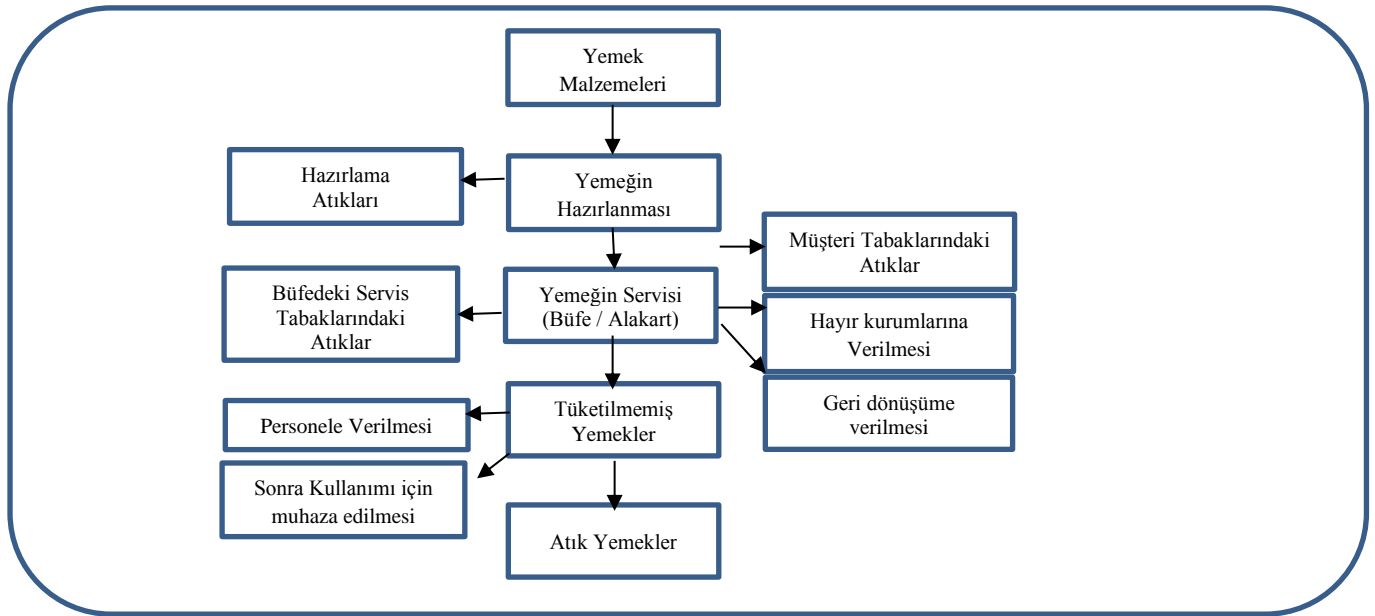 Yemek
Malzemeleri
Hazırlama
Atıkları
Yemeğin
Hazırlanması
Müşteri Tabaklarındaki
Atıklar
Büfedeki Servis
Tabaklarındaki
Atıklar
Yemeğin Servisi
(Büfe / Alakart)
Hayır kurumlarına
Verilmesi
Geri dönüşüme
verilmesi
Personele Verilmesi
Tüketilmemiş
Yemekler
Sonra Kullanımı için
muhaza edilmesi
Atık Yemekler